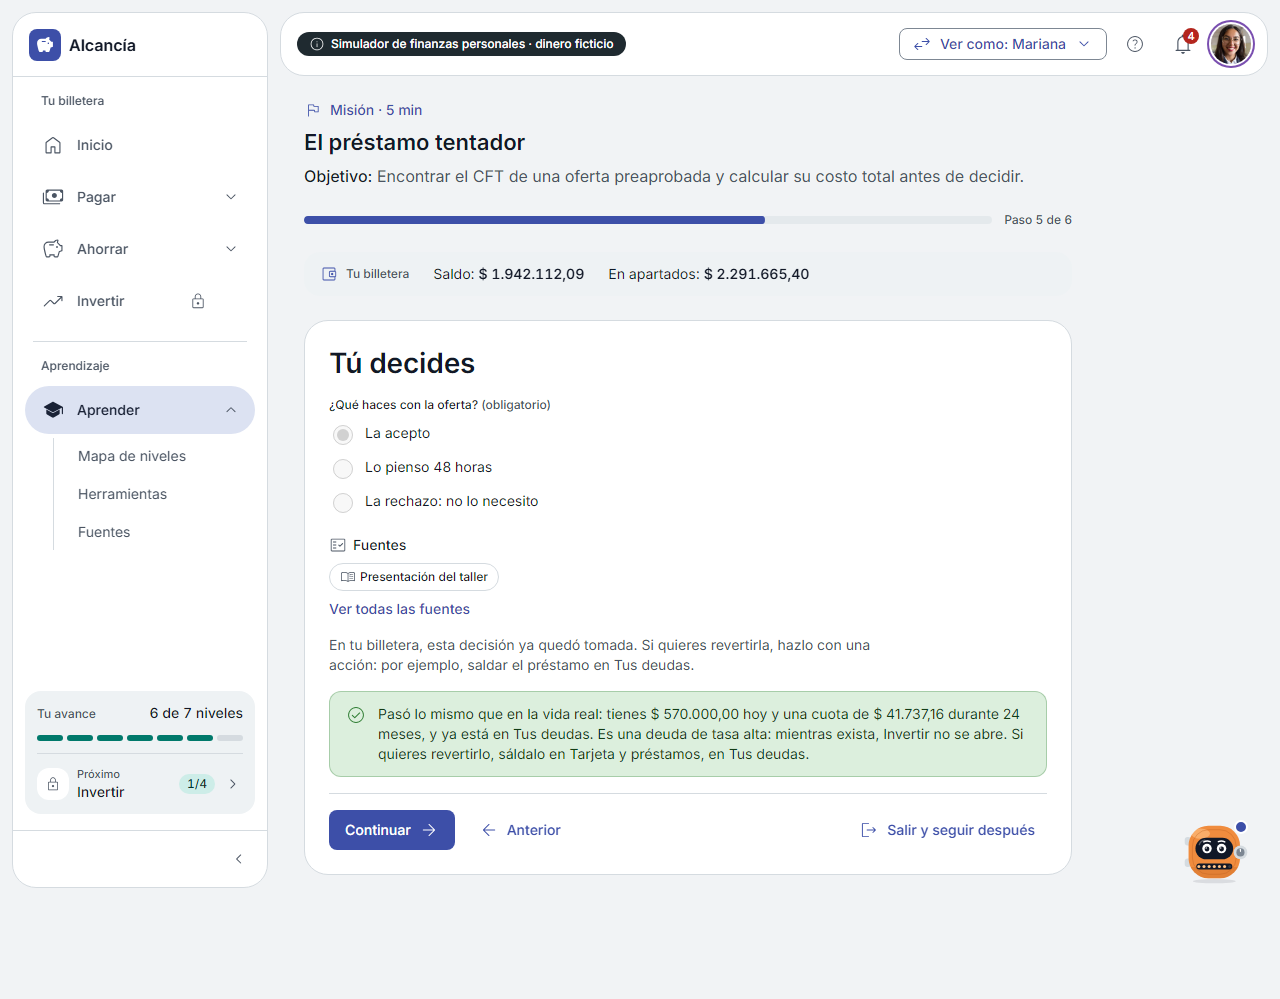 Alcancía
Tu billetera
Inicio
Pagar
Ahorrar
Invertir
Aprendizaje
Aprender
Mapa de niveles
Herramientas
Fuentes
Tu avance
6 de 7 niveles
Próximo
Invertir
1/4
Simulador de finanzas personales · dinero ficticio
Ver como: Mariana
4
Misión · 5 min
El préstamo tentador
Objetivo: Encontrar el CFT de una oferta preaprobada y calcular su costo total antes de decidir.
Paso 5 de 6
Tu billetera
Saldo: $ 1.942.112,09
En apartados: $ 2.291.665,40
Tú decides
¿Qué haces con la oferta? (obligatorio)
La acepto
Lo pienso 48 horas
La rechazo: no lo necesito
Fuentes
Presentación del taller
Ver todas las fuentes
En tu billetera, esta decisión ya quedó tomada. Si quieres revertirla, hazlo con una
acción: por ejemplo, saldar el préstamo en Tus deudas.
Pasó lo mismo que en la vida real: tienes $ 570.000,00 hoy y una cuota de $ 41.737,16 durante 24
meses, y ya está en Tus deudas. Es una deuda de tasa alta: mientras exista, Invertir no se abre. Si
quieres revertirlo, sáldalo en Tarjeta y préstamos, en Tus deudas.
Continuar
Anterior
Salir y seguir después